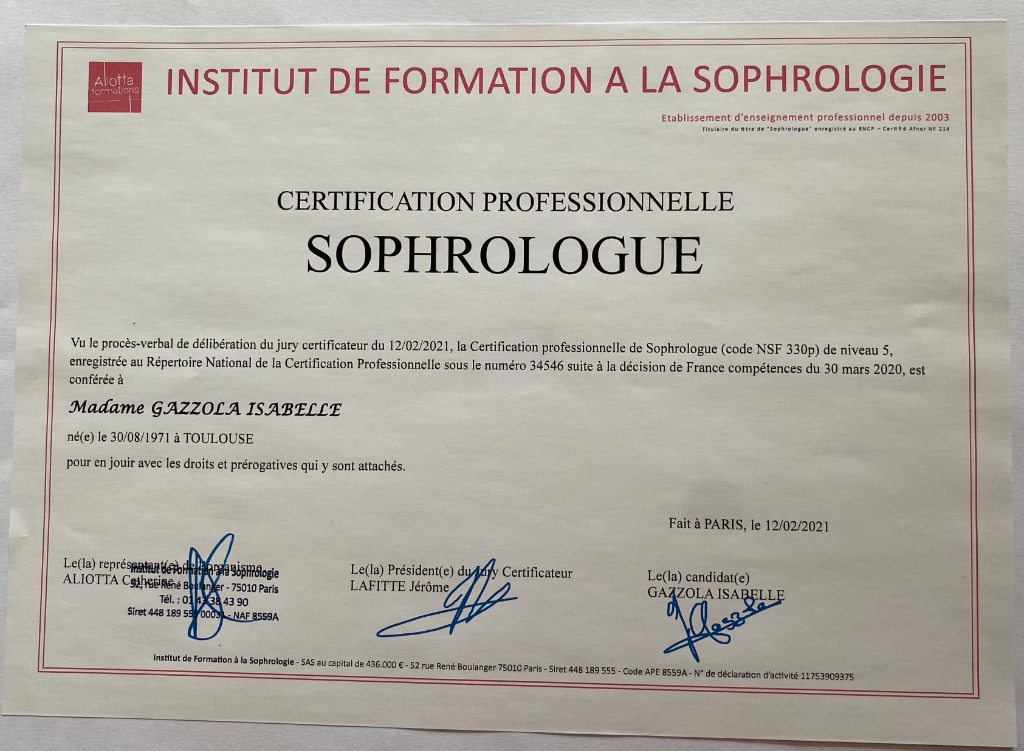 Aliotta
formations
INSTITUT DE FORMATION A LA SOPHROLOGIE
Etablissement d'enseignement professionnel depuis 2003
Titulaire du titre de "Sophrologue" enregistré au RNCP – Certifié Afnor NF 214
CERTIFICATION PROFESSIONNELLE
SOPHROLOGUE
Vu le procès-verbal de délibération du jury certificateur du 12/02/2021, la Certification professionnelle de Sophrologue (code NSF 330p) de niveau 5,
enregistrée au Répertoire National de la Certification Professionnelle sous le numéro 34546 suite à la décision de France compétences du 30 mars 2020, est
conférée à
Madame GAZZOLA ISABELLE
né(e) le 30/08/1971 à TOULOUSE
pour en jouir avec les droits et prérogatives qui y sont attachés.
Fait à PARIS, le 12/02/2021
Le(la) représentant(e) de l'organisme
ALIOTTA Catherine
Institut de Formation à la Sophrologie
52, rue René Boulanger - 75010 Paris
Tél. : 01 43 38 43 90
Siret 448 189 555 00031 - NAF 8559A
Le(la) Président(e) du jury Certificateur
LAFITTE Jérôme
Le(la) candidat(e)
GAZZOLA ISABELLE
Gazzola
Institut de Formation à la Sophrologie - SAS au capital de 436.000 € - 52 rue René Boulanger 75010 Paris - Siret 448 189 555 - Code APE 8559A - N° de déclaration d'activité 11753909375